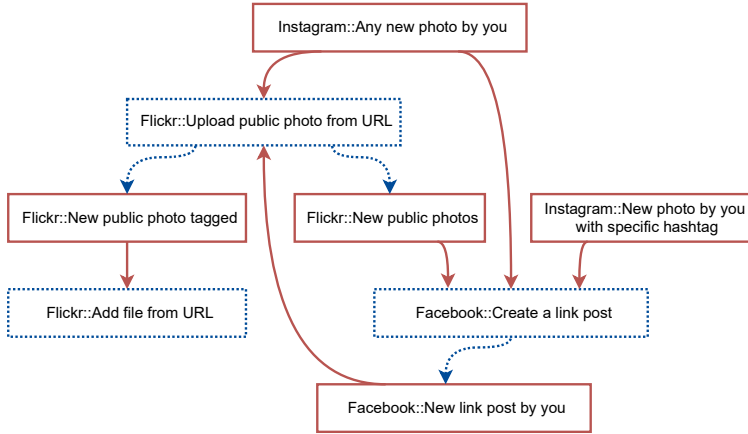 Instagram::Any new photo by you
Flickr::Upload public photo from URL
Flickr::New public photo tagged
Flickr::New public photos
Instagram::New photo by you
with specific hashtag
Flickr::Add file from URL
Facebook::Create a link post
Facebook::New link post by you